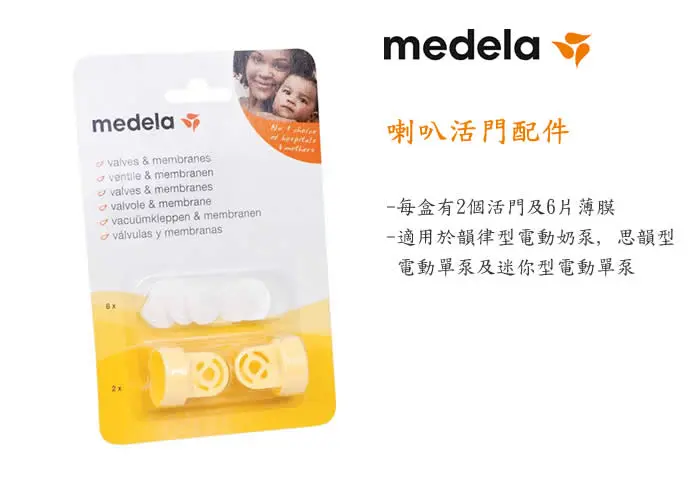 medela
No. 1 choice
of hospitals
& mothers
valves & membranes
ventile & membranen
valves & membranes
valvole & membrane
vacuümkleppen & membranen
válvulas y membranas
6 x
2 x
medela
喇叭活門配件
-每盒有2個活門及6片薄膜
-適用於韻律型電動奶泵，思韻型
電動單泵及迷你型電動單泵